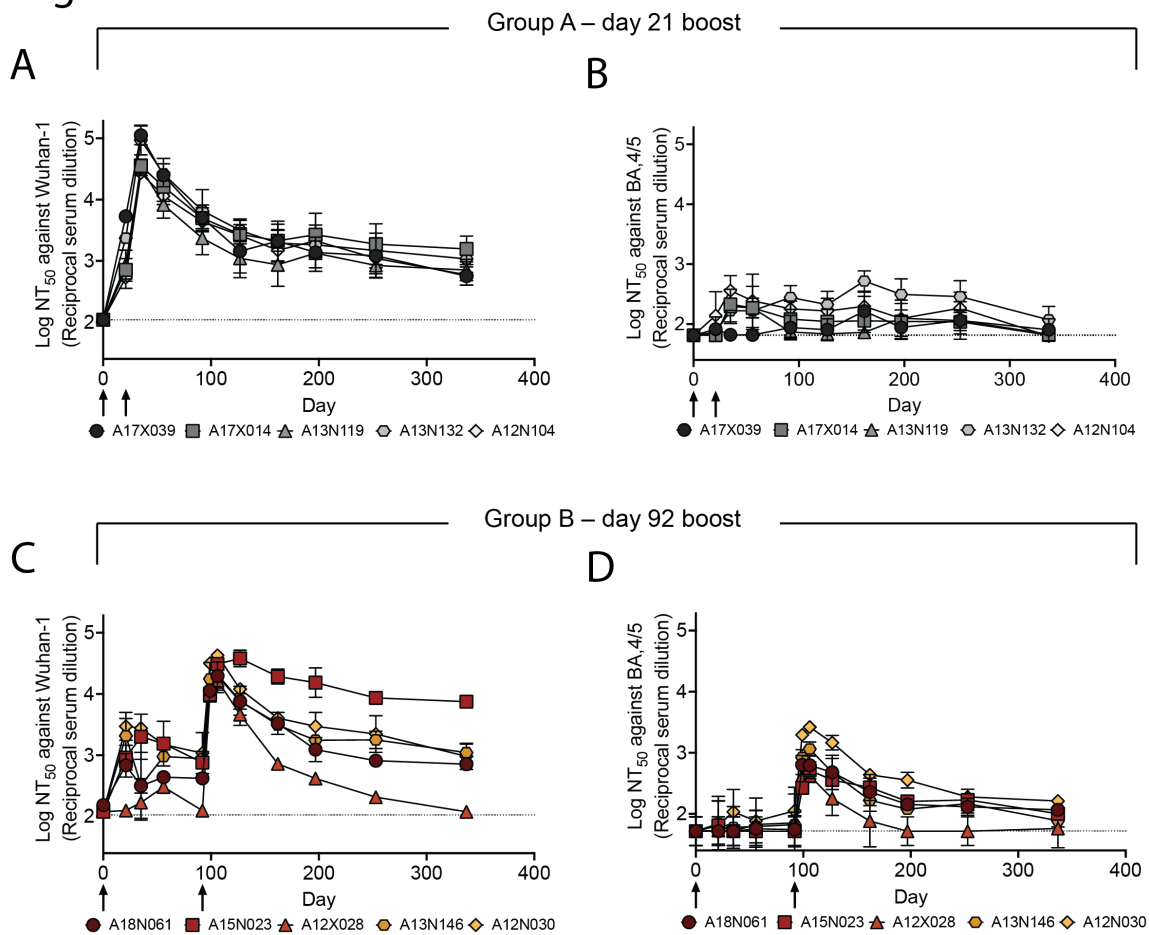 Group A – day 21 boost
A
B
Log NT50 against Wuhan-1
(Reciprocal serum dilution)
5
4
3
2
0
100
200
300
400
Day
A17X039 A17X014 A13N119 A13N132 A12N104
Log NT50 against BA,4/5
(Reciprocal serum dilution)
5
4
3
2
0
100
200
300
400
Day
A17X039 A17X014 A13N119 A13N132 A12N104
Group B – day 92 boost
C
D
Log NT50 against Wuhan-1
(Reciprocal serum dilution)
5
4
3
2
0
100
200
300
400
Day
A18N061 A15N023 A12X028 A13N146 A12N030
Log NT50 against BA,4/5
(Reciprocal serum dilution)
5
4
3
2
0
100
200
300
400
Day
A18N061 A15N023 A12X028 A13N146 A12N030